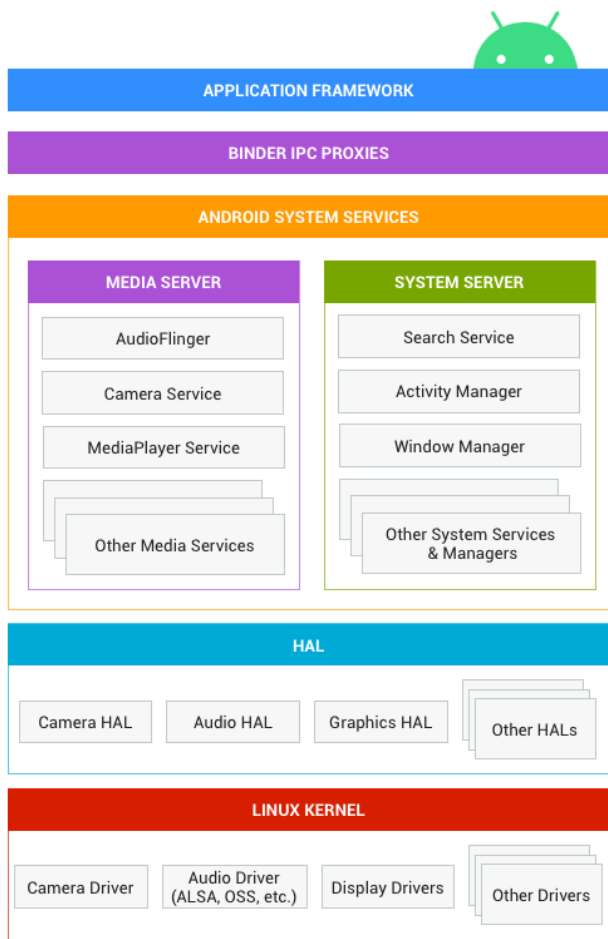 APPLICATION FRAMEWORK
BINDER IPC PROXIES
ANDROID SYSTEM SERVICES
MEDIA SERVER
AudioFlinger
Camera Service
MediaPlayer Service
Other Media Services
SYSTEM SERVER
Search Service
Activity Manager
Window Manager
Other System Services
& Managers
HAL
Camera HAL
Audio HAL
Graphics HAL
Other HALs
LINUX KERNEL
Camera Driver
Audio Driver
(ALSA, OSS, etc.)
Display Drivers
Other Drivers